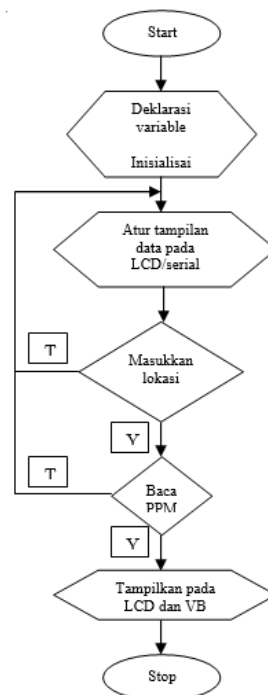 Start
Deklarasi
variable
Inisialisai
Atur tampilan
data pada
LCD/serial
T
Masukkan
lokasi
Y
T
Baca
PPM
Y
Tampilkan pada
LCD dan VB
Stop